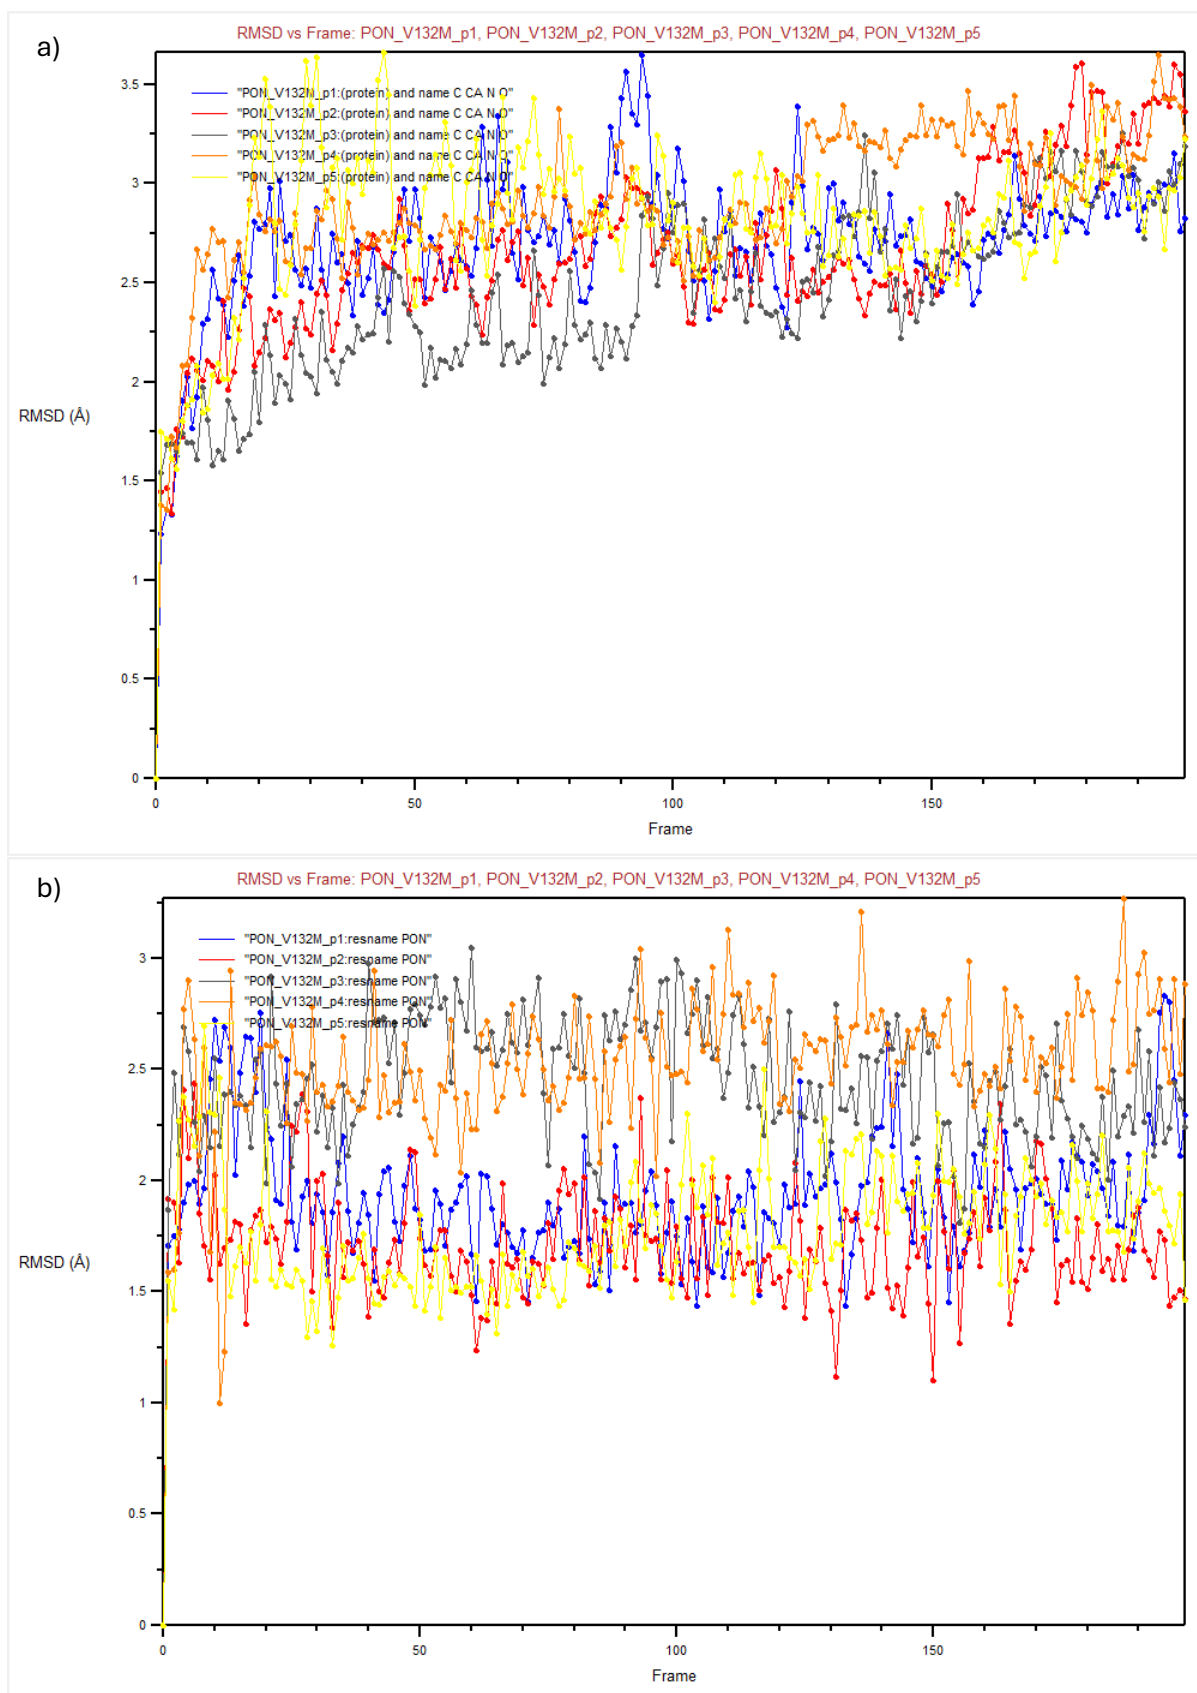 a)
RMSD vs Frame: PON_V132M_p1, PON_V132M_p2, PON_V132M_p3, PON_V132M_p4, PON_V132M_p5
3.5
"PON_V132M_p1:(protein) and name C CA N O"
"PON_V132M_p2:(protein) and name C CA N O"
"PON_V132M_p3:(protein) and name C CA N O"
"PON_V132M_p4:(protein) and name C CA N O"
"PON_V132M_p5:(protein) and name C CA N O"
3
2.5
2
RMSD (Å)
1.5
1
0.5
0
0 50 100 150
Frame
b)
RMSD vs Frame: PON_V132M_p1, PON_V132M_p2, PON_V132M_p3, PON_V132M_p4, PON_V132M_p5
"PON_V132M_p1:resname PON"
3
"PON_V132M_p2:resname PON"
"PON_V132M_p3:resname PON"
"PON_V132M_p4:resname PON"
"PON_V132M_p5:resname PON"
2.5
2
RMSD (Å)
1.5
1
0.5
0
0 50 100 150
Frame